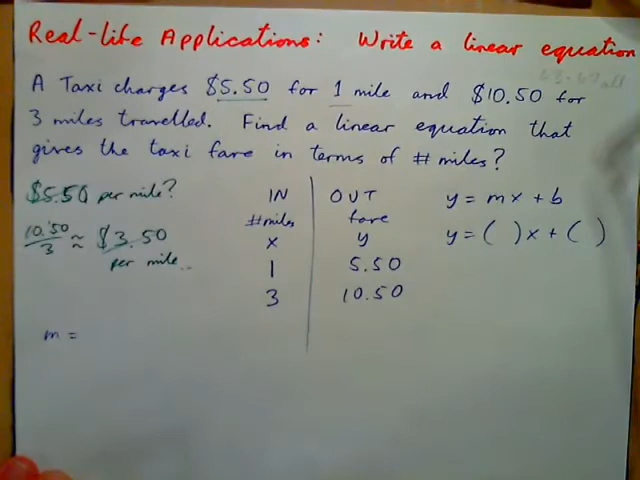 Real-life Applications: Write a linear equation
A Taxi charges $5.50 for 1 mile and $10.50 for
3 miles travelled. Find a linear equation that
gives the taxi fare in terms of # miles?
$5.50 per mile?
10.50
3
≈ $3.50
per mile...
m =
IN | OUT
#miles | fare
x | y
1 | 5.50
3 | 10.50
y = mx + b
y = ( )x + ( )